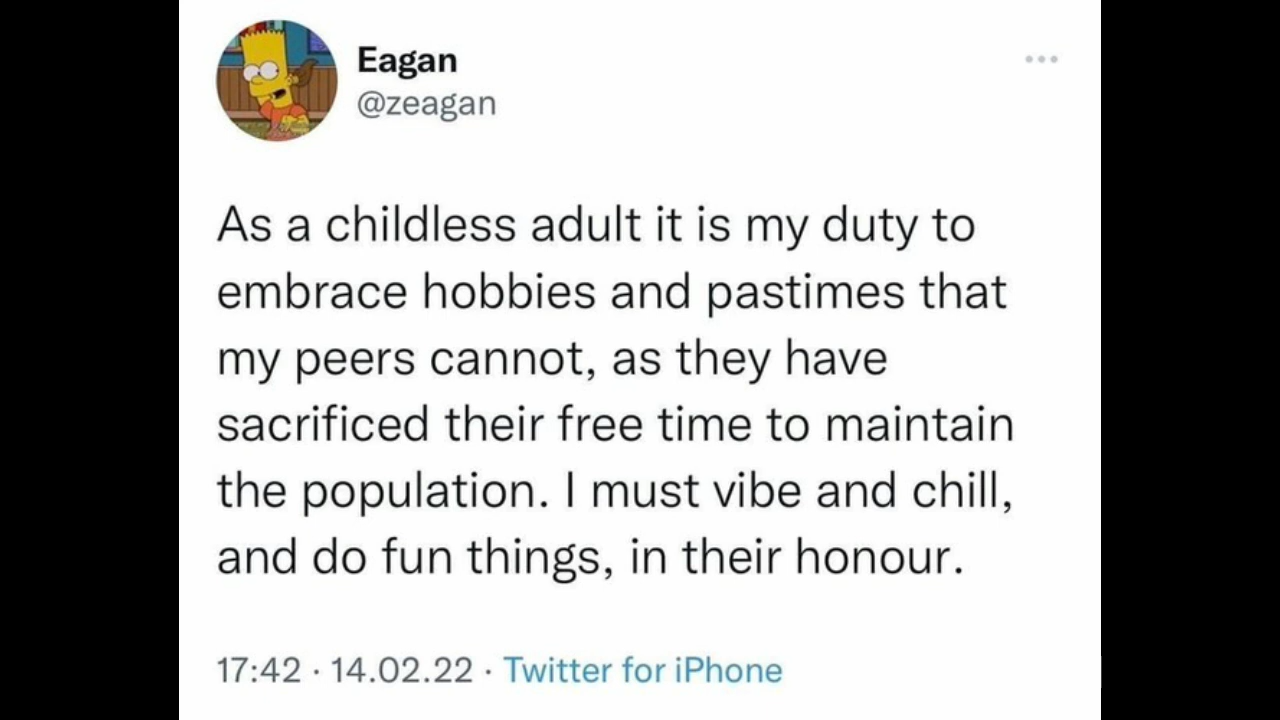 Eagan
@zeagan
As a childless adult it is my duty to
embrace hobbies and pastimes that
my peers cannot, as they have
sacrificed their free time to maintain
the population. I must vibe and chill,
and do fun things, in their honour.
17:42 · 14.02.22 · Twitter for iPhone